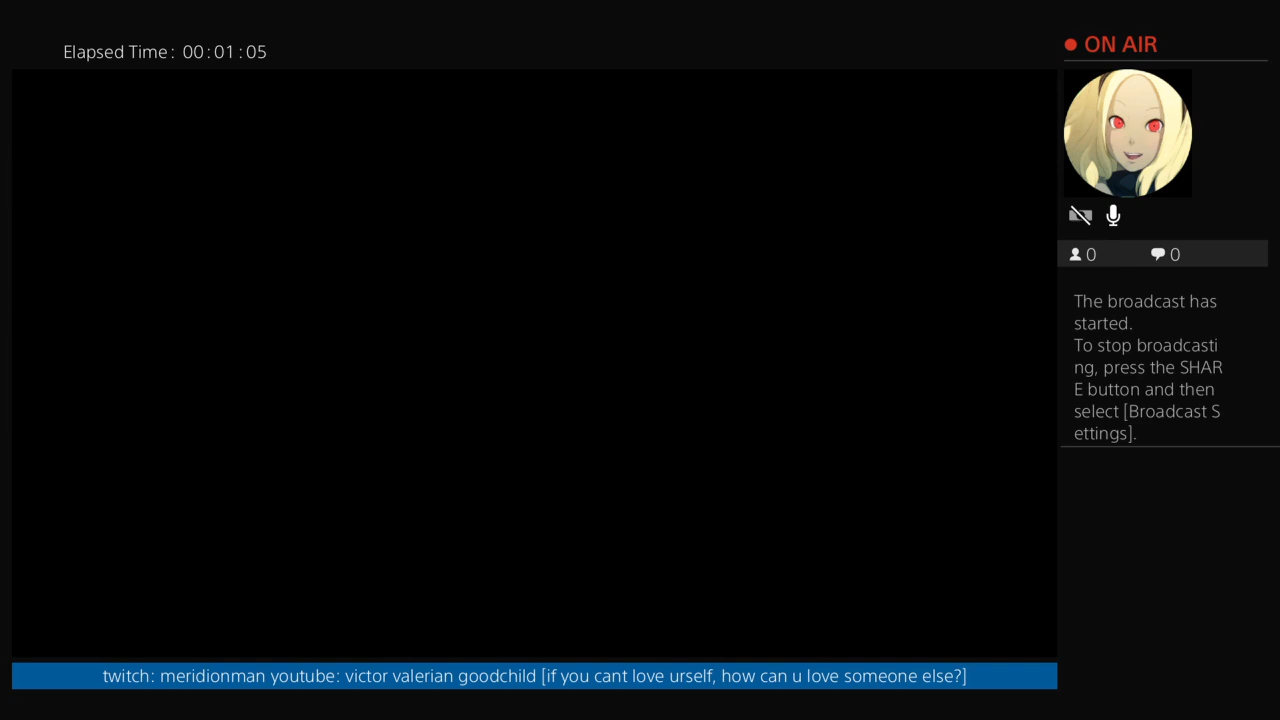 Elapsed Time: 00:01:05
ON AIR
0 0
The broadcast has
started.
To stop broadcasti
ng, press the SHAR
E button and then
select [Broadcast S
ettings].
twitch: meridionman youtube: victor valerian goodchild [if you cant love urself, how can u love someone else?]